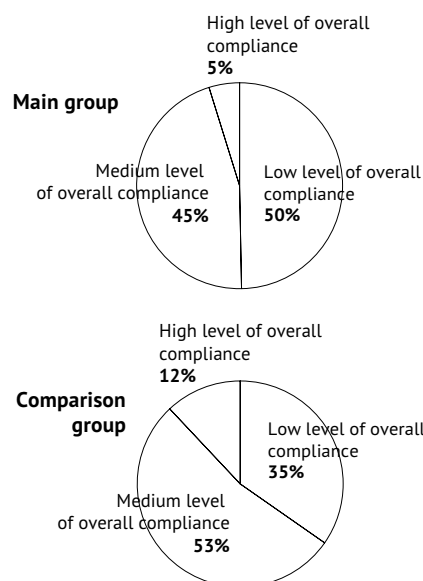 High level of overall
compliance
5%
Main group
Medium level
of overall compliance
45%
Low level of overall
compliance
50%
High level of overall
compliance
12%
Comparison
group
Low level of overall
compliance
35%
Medium level
of overall compliance
53%